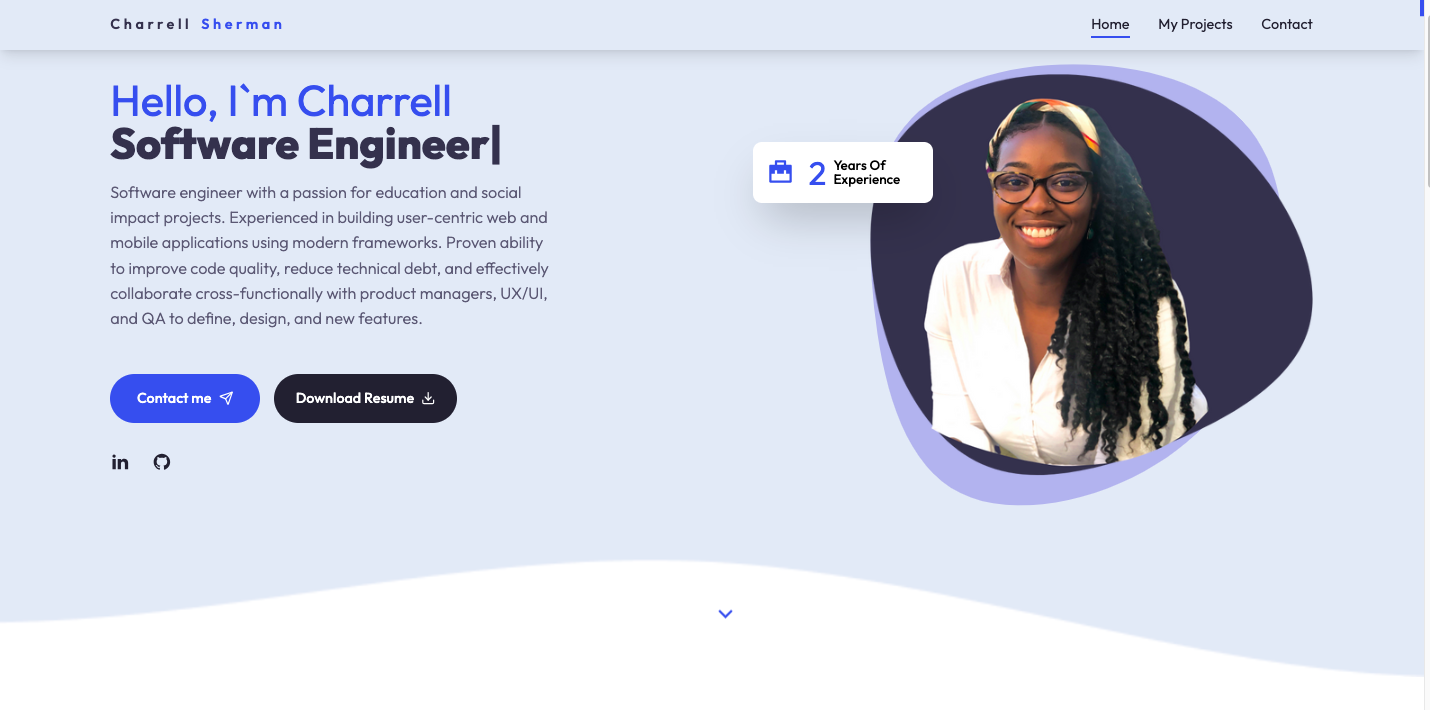 Charrell Sherman
Home My Projects Contact
Hello, I`m Charrell
Software Engineer|
Software engineer with a passion for education and social
impact projects. Experienced in building user-centric web and
mobile applications using modern frameworks. Proven ability
to improve code quality, reduce technical debt, and effectively
collaborate cross-functionally with product managers, UX/UI,
and QA to define, design, and new features.
Contact me
Download Resume
in
2 Years Of
Experience